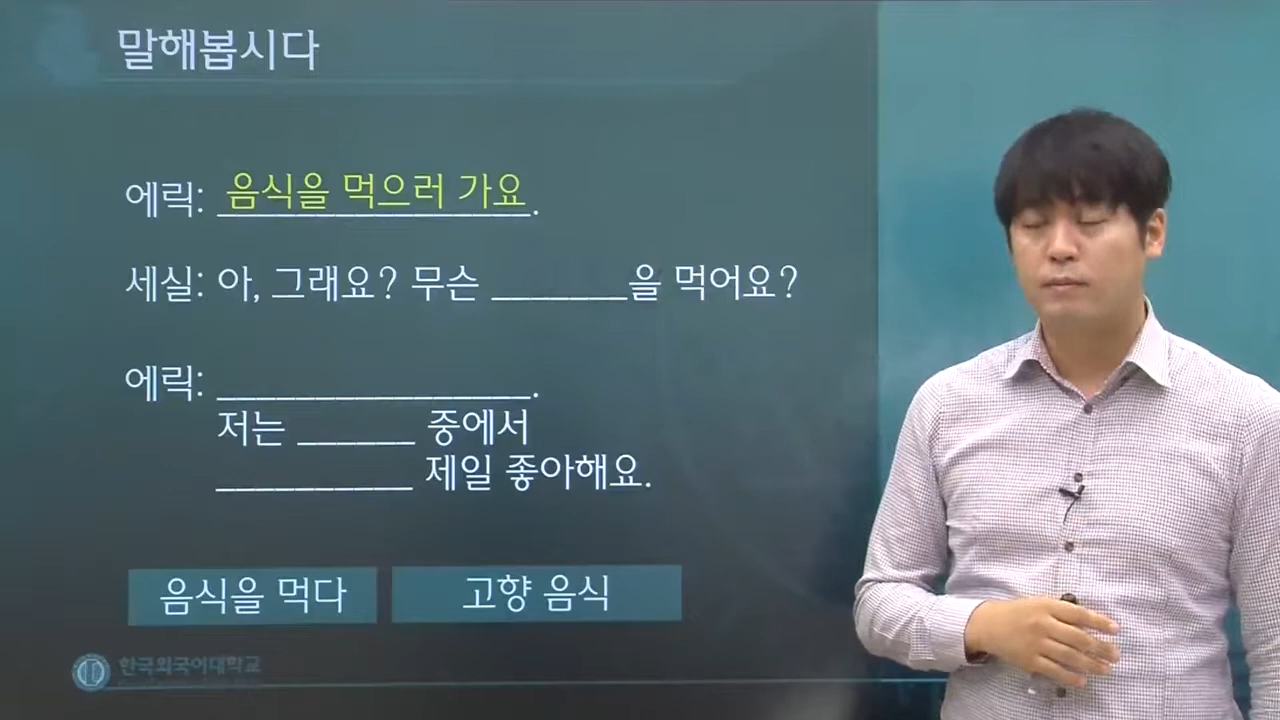 말해봅시다
에릭: 음식을 먹으러 가요.
세실: 아, 그래요? 무슨 ________을 먹어요?
에릭: __________________.
저는 _______ 중에서
___________ 제일 좋아해요.
음식을 먹다
고향 음식
한국외국어대학교